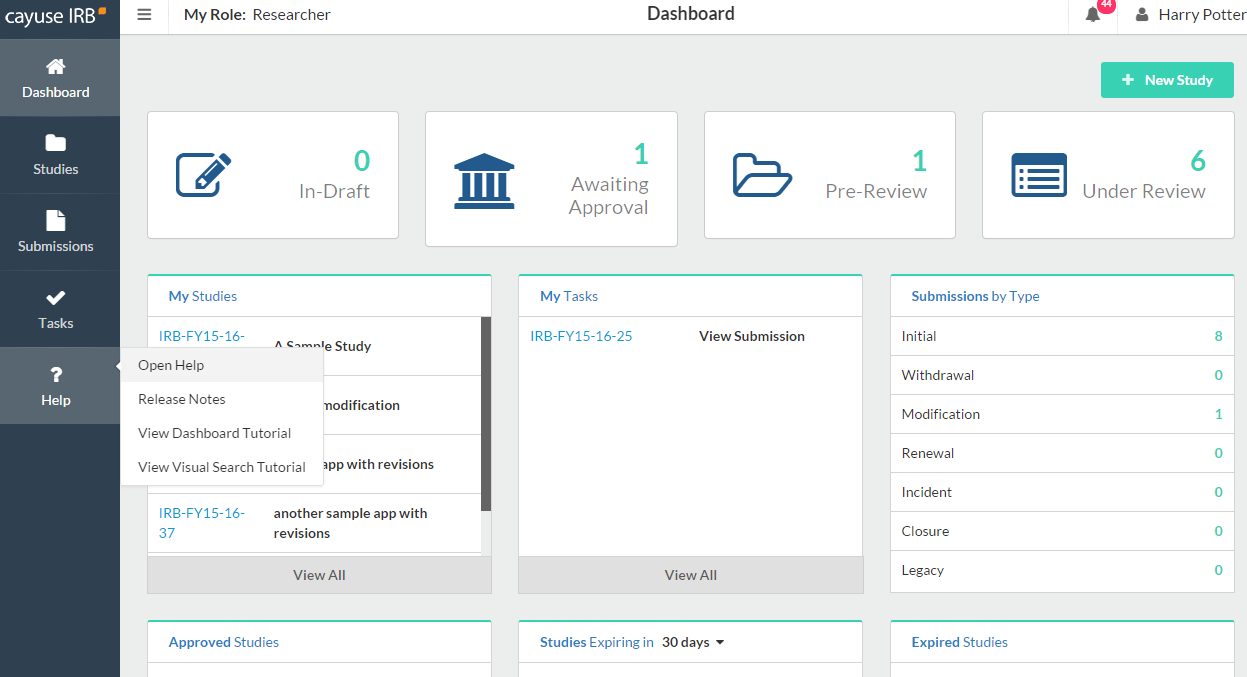 cayuse IRB
My Role: Researcher
Dashboard
44
Harry Potter
Dashboard
Studies
Submissions
Tasks
Help
Open Help
Release Notes
View Dashboard Tutorial
View Visual Search Tutorial
New Study
0
In-Draft
1
Awaiting
Approval
1
Pre-Review
6
Under Review
My Studies
IRB-FY15-16-
A Sample Study
modification
app with revisions
IRB-FY15-16-
37
another sample app with
revisions
View All
My Tasks
IRB-FY15-16-25 View Submission
View All
Submissions by Type
Initial 8
Withdrawal 0
Modification 1
Renewal 0
Incident 0
Closure 0
Legacy 0
Approved Studies
Studies Expiring in 30 days
Expired Studies